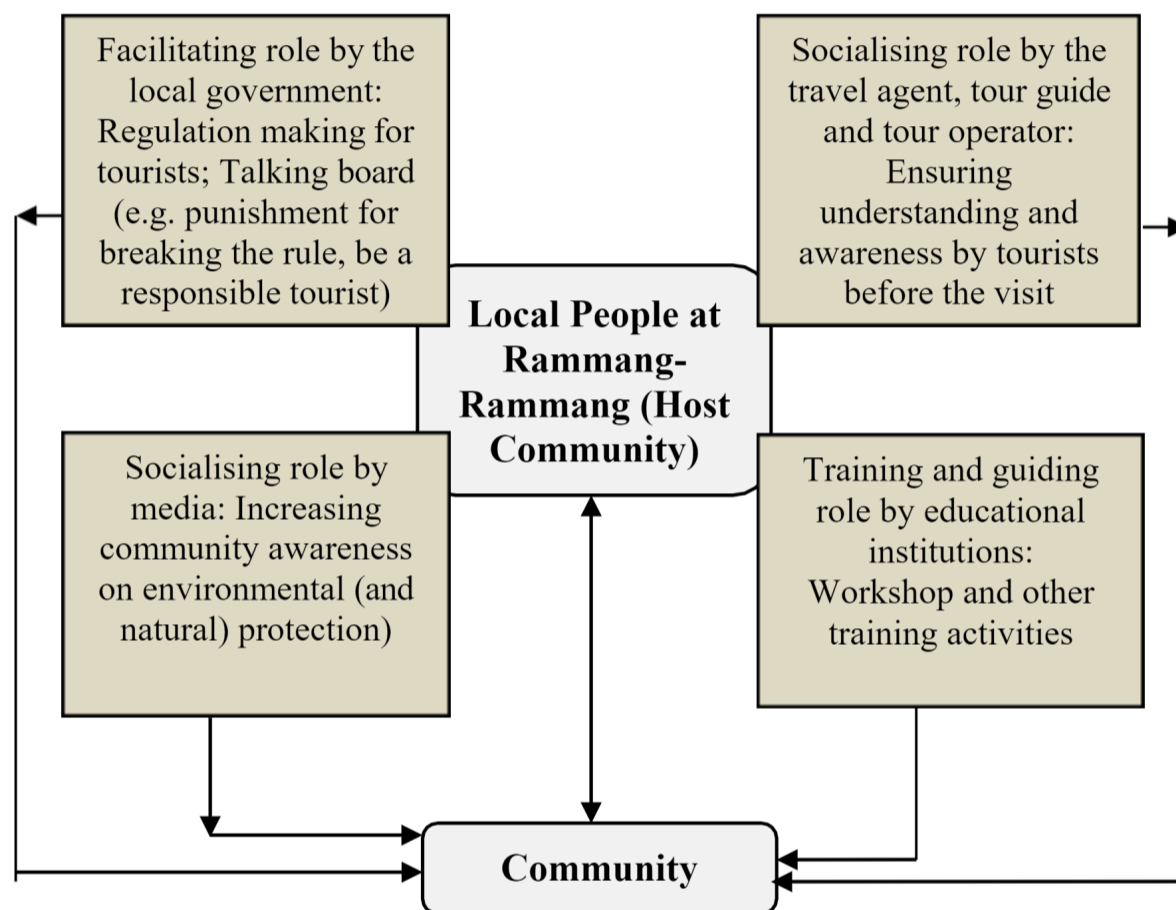 Facilitating role by the
local government:
Regulation making for
tourists; Talking board
(e.g. punishment for
breaking the rule, be a
responsible tourist)
Socialising role by the
travel agent, tour guide
and tour operator:
Ensuring
understanding and
awareness by tourists
before the visit
Local People at
Rammang-
Rammang (Host
Community)
Socialising role by
media: Increasing
community awareness
on environmental (and
natural) protection)
Training and guiding
role by educational
institutions:
Workshop and other
training activities
Community